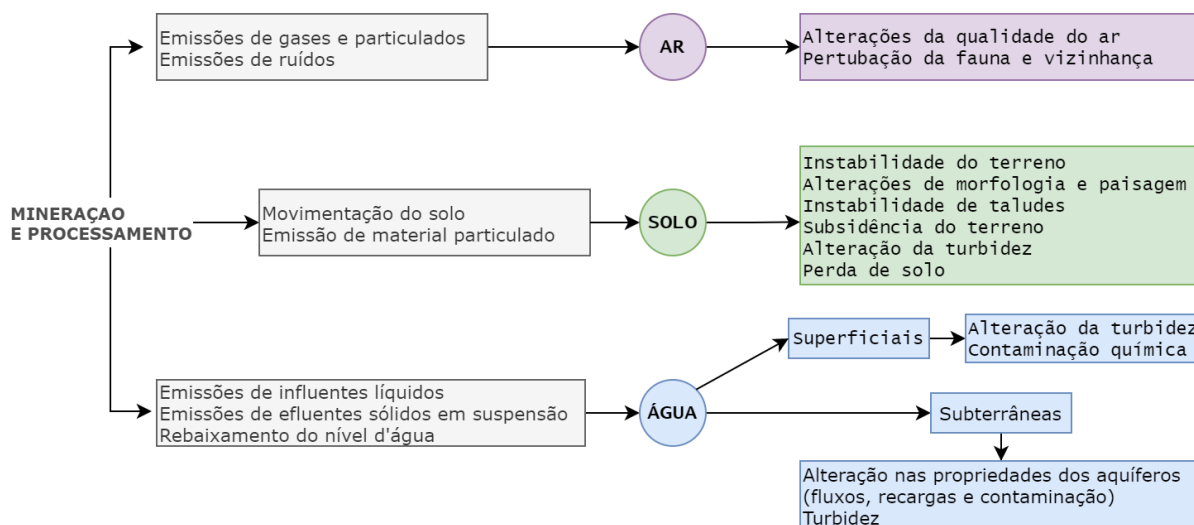 Emissões de gases e particulados
Emissões de ruídos
AR
Alterações da qualidade do ar
Pertubação da fauna e vizinhança
MINERAÇAO
E PROCESSAMENTO
Movimentação do solo
Emissão de material particulado
SOLO
Instabilidade do terreno
Alterações de morfologia e paisagem
Instabilidade de taludes
Subsidência do terreno
Alteração da turbidez
Perda de solo
Emissões de influentes líquidos
Emissões de efluentes sólidos em suspensão
Rebaixamento do nível d'água
ÁGUA
Superficiais
Alteração da turbidez
Contaminação química
Subterrâneas
Alteração nas propriedades dos aquíferos
(fluxos, recargas e contaminação)
Turbidez